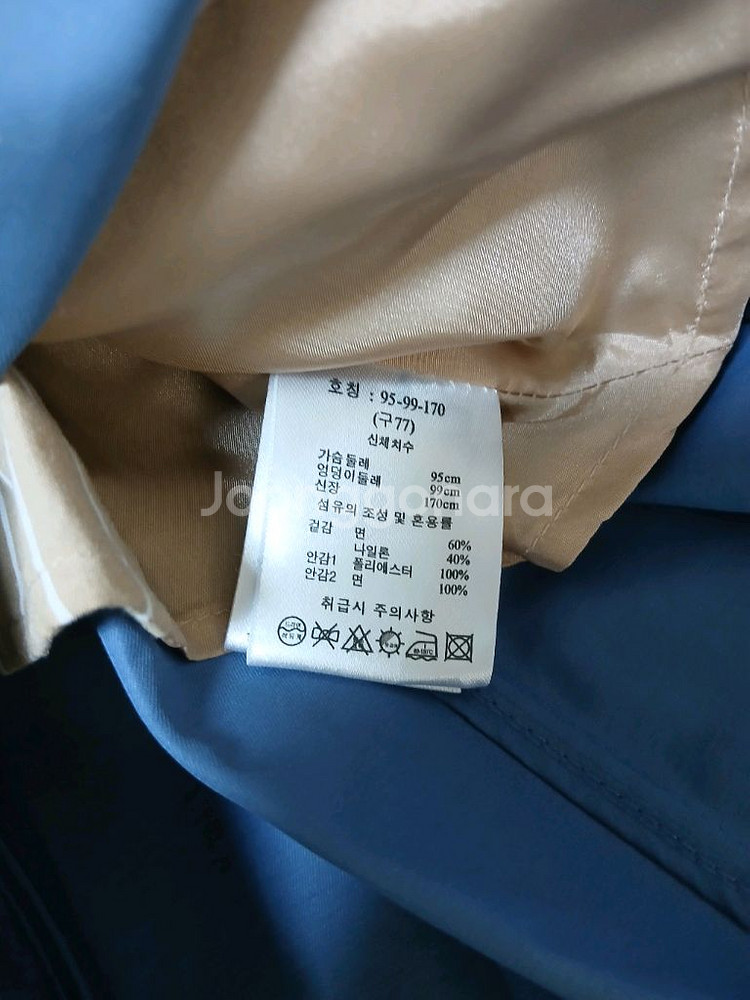 호칭 : 95-99-170
(구77)
신체치수
가슴둘레 95cm
엉덩이둘레 99cm
신장 170cm
섬유의 조성 및 혼용률
겉감 면 60%
나일론 40%
안감1 폴리에스터 100%
안감2 면 100%
취급시 주의사항
Joonggonara